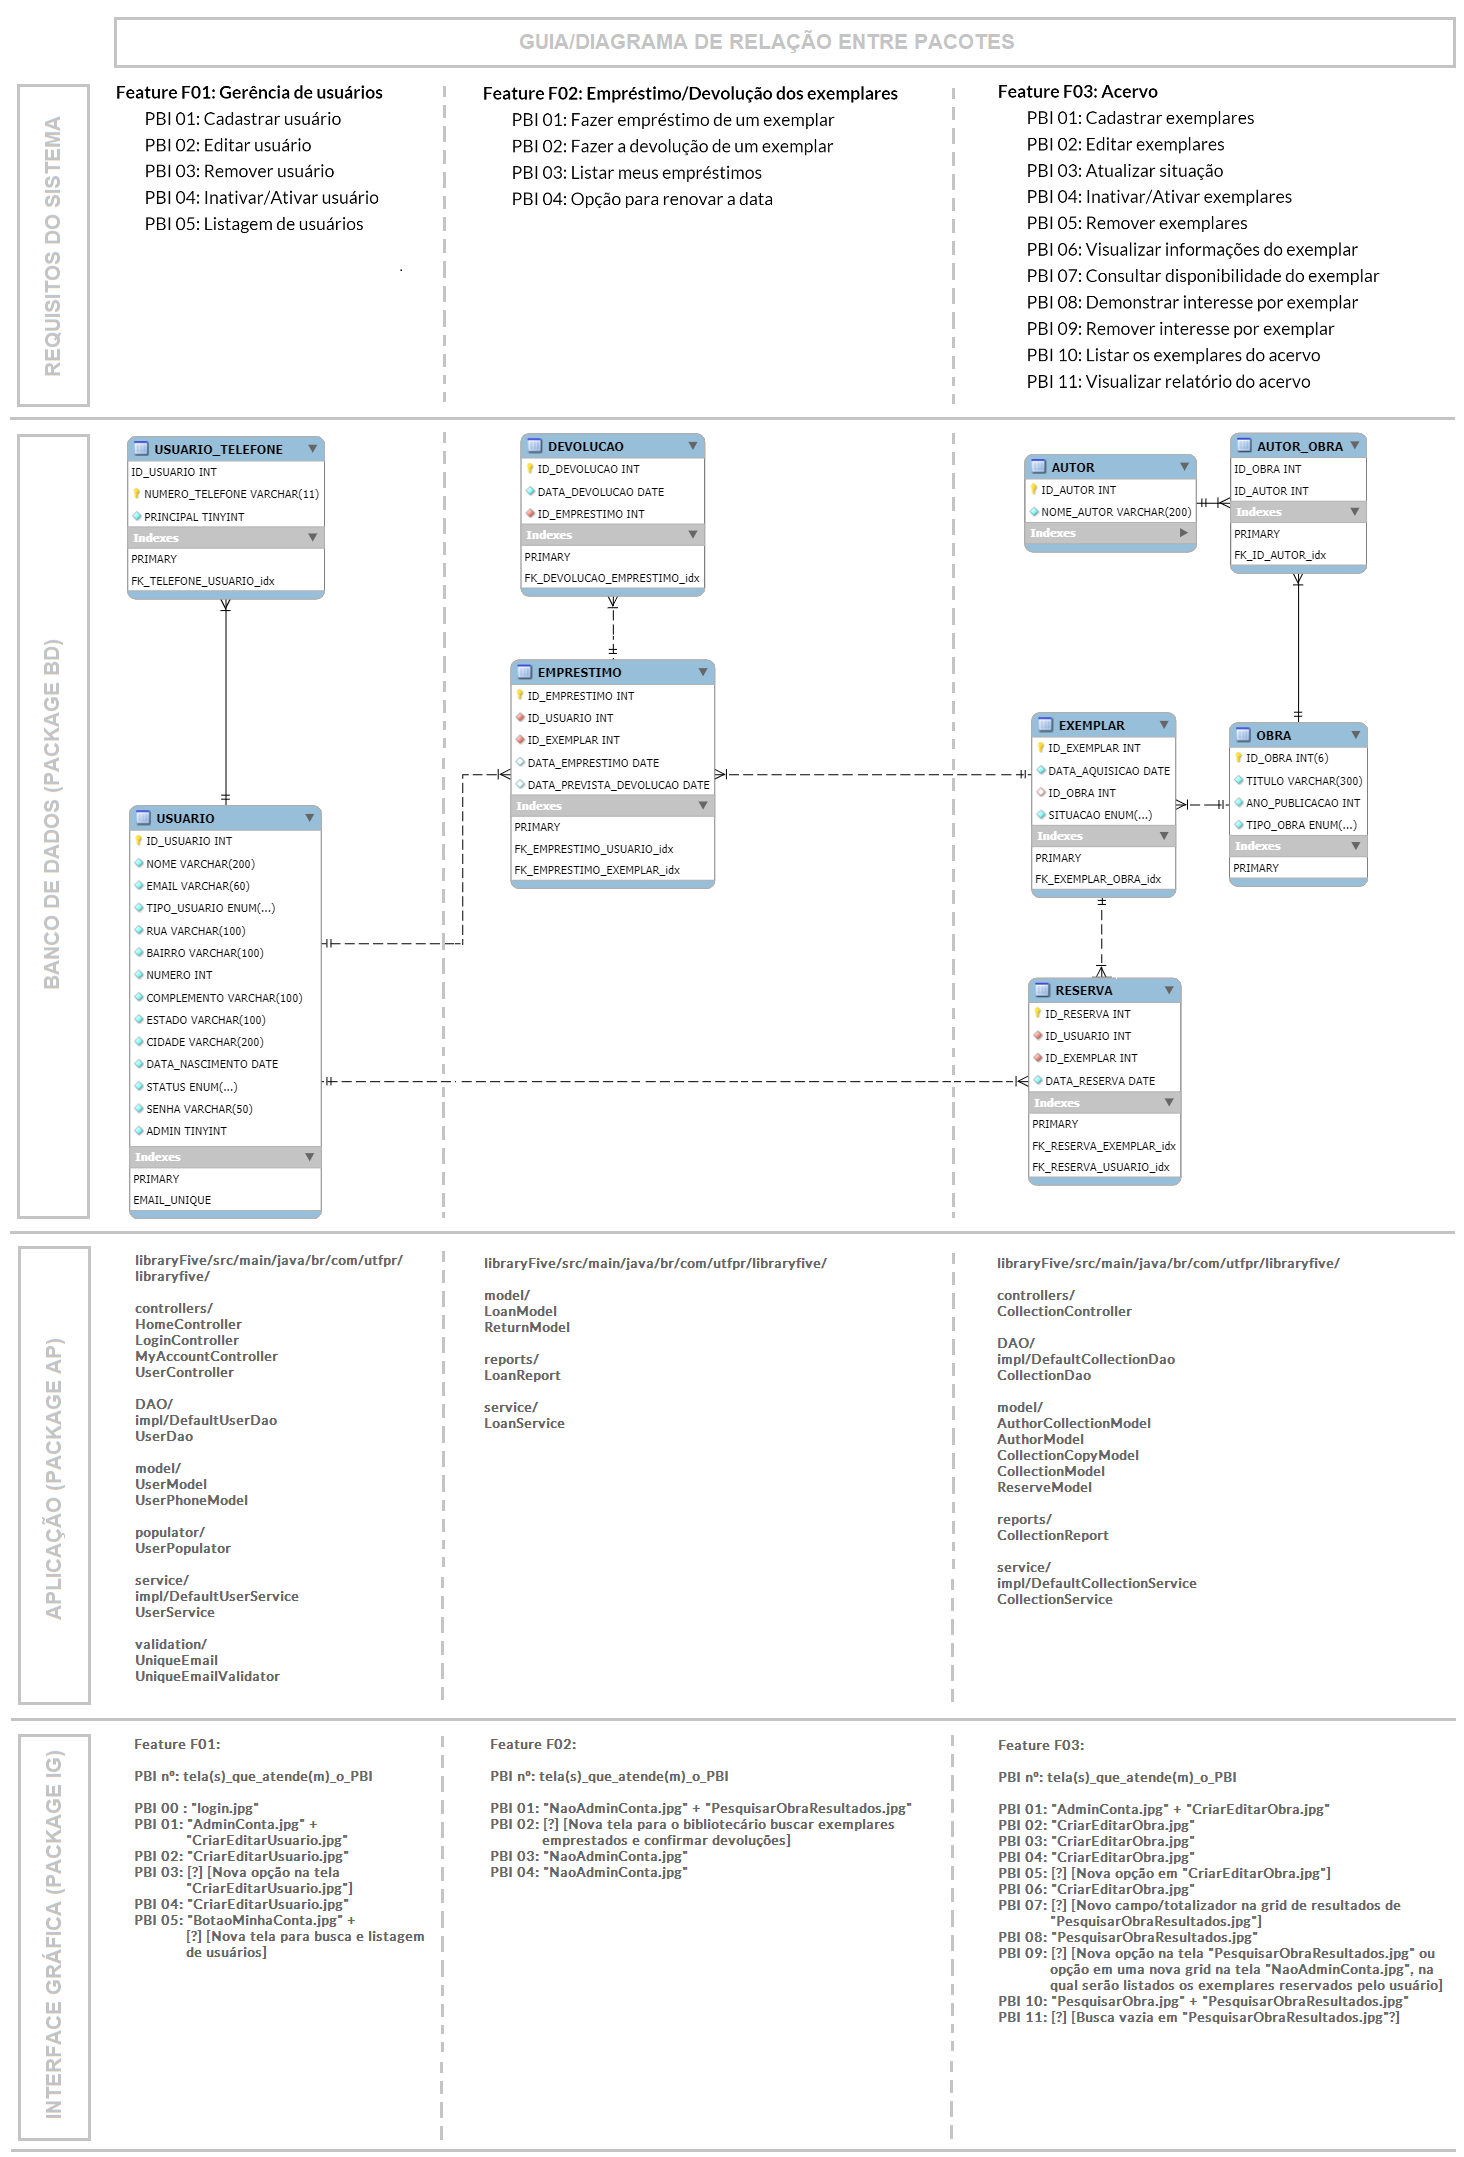 GUIA/DIAGRAMA DE RELAÇÃO ENTRE PACOTES
REQUISITOS DO SISTEMA
Feature F01: Gerência de usuários
PBI 01: Cadastrar usuário
PBI 02: Editar usuário
PBI 03: Remover usuário
PBI 04: Inativar/Ativar usuário
PBI 05: Listagem de usuários
.
Feature F02: Empréstimo/Devolução dos exemplares
PBI 01: Fazer empréstimo de um exemplar
PBI 02: Fazer a devolução de um exemplar
PBI 03: Listar meus empréstimos
PBI 04: Opção para renovar a data
Feature F03: Acervo
PBI 01: Cadastrar exemplares
PBI 02: Editar exemplares
PBI 03: Atualizar situação
PBI 04: Inativar/Ativar exemplares
PBI 05: Remover exemplares
PBI 06: Visualizar informações do exemplar
PBI 07: Consultar disponibilidade do exemplar
PBI 08: Demonstrar interesse por exemplar
PBI 09: Remover interesse por exemplar
PBI 10: Listar os exemplares do acervo
PBI 11: Visualizar relatório do acervo
BANCO DE DADOS (PACKAGE BD)
USUARIO_TELEFONE
ID_USUARIO INT
NUMERO_TELEFONE VARCHAR(11)
PRINCIPAL TINYINT
Indexes
PRIMARY
FK_TELEFONE_USUARIO_idx
USUARIO
ID_USUARIO INT
NOME VARCHAR(200)
EMAIL VARCHAR(60)
TIPO_USUARIO ENUM(...)
RUA VARCHAR(100)
BAIRRO VARCHAR(100)
NUMERO INT
COMPLEMENTO VARCHAR(100)
ESTADO VARCHAR(100)
CIDADE VARCHAR(200)
DATA_NASCIMENTO DATE
STATUS ENUM(...)
SENHA VARCHAR(50)
ADMIN TINYINT
Indexes
PRIMARY
EMAIL_UNIQUE
DEVOLUCAO
ID_DEVOLUCAO INT
DATA_DEVOLUCAO DATE
ID_EMPRESTIMO INT
Indexes
PRIMARY
FK_DEVOLUCAO_EMPRESTIMO_idx
EMPRESTIMO
ID_EMPRESTIMO INT
ID_USUARIO INT
ID_EXEMPLAR INT
DATA_EMPRESTIMO DATE
DATA_PREVISTA_DEVOLUCAO DATE
Indexes
PRIMARY
FK_EMPRESTIMO_USUARIO_idx
FK_EMPRESTIMO_EXEMPLAR_idx
AUTOR
ID_AUTOR INT
NOME_AUTOR VARCHAR(200)
Indexes
AUTOR_OBRA
ID_OBRA INT
ID_AUTOR INT
Indexes
PRIMARY
FK_ID_AUTOR_idx
EXEMPLAR
ID_EXEMPLAR INT
DATA_AQUISICAO DATE
ID_OBRA INT
SITUACAO ENUM(...)
Indexes
PRIMARY
FK_EXEMPLAR_OBRA_idx
OBRA
ID_OBRA INT(6)
TITULO VARCHAR(300)
ANO_PUBLICACAO INT
TIPO_OBRA ENUM(...)
Indexes
PRIMARY
RESERVA
ID_RESERVA INT
ID_USUARIO INT
ID_EXEMPLAR INT
DATA_RESERVA DATE
Indexes
PRIMARY
FK_RESERVA_EXEMPLAR_idx
FK_RESERVA_USUARIO_idx
APLICAÇÃO (PACKAGE AP)
libraryFive/src/main/java/br/com/utfpr/
libraryfive/
controllers/
HomeController
LoginController
MyAccountController
UserController
DAO/
impl/DefaultUserDao
UserDao
model/
UserModel
UserPhoneModel
populator/
UserPopulator
service/
impl/DefaultUserService
UserService
validation/
UniqueEmail
UniqueEmailValidator
libraryFive/src/main/java/br/com/utfpr/libraryfive/
model/
LoanModel
ReturnModel
reports/
LoanReport
service/
LoanService
libraryFive/src/main/java/br/com/utfpr/libraryfive/
controllers/
CollectionController
DAO/
impl/DefaultCollectionDao
CollectionDao
model/
AuthorCollectionModel
AuthorModel
CollectionCopyModel
CollectionModel
ReserveModel
reports/
CollectionReport
service/
impl/DefaultCollectionService
CollectionService
INTERFACE GRÁFICA (PACKAGE IG)
Feature F01:
PBI nº: tela(s)_que_atende(m)_o_PBI
PBI 00 : "login.jpg"
PBI 01: "AdminConta.jpg" +
"CriarEditarUsuario.jpg"
PBI 02: "CriarEditarUsuario.jpg"
PBI 03: [?] [Nova opção na tela
"CriarEditarUsuario.jpg"]
PBI 04: "CriarEditarUsuario.jpg"
PBI 05: "BotaoMinhaConta.jpg" +
[?] [Nova tela para busca e listagem
de usuários]
Feature F02:
PBI nº: tela(s)_que_atende(m)_o_PBI
PBI 01: "NaoAdminConta.jpg" + "PesquisarObraResultados.jpg"
PBI 02: [?] [Nova tela para o bibliotecário buscar exemplares
emprestados e confirmar devoluções]
PBI 03: "NaoAdminConta.jpg"
PBI 04: "NaoAdminConta.jpg"
Feature F03:
PBI nº: tela(s)_que_atende(m)_o_PBI
PBI 01: "AdminConta.jpg" + "CriarEditarObra.jpg"
PBI 02: "CriarEditarObra.jpg"
PBI 03: "CriarEditarObra.jpg"
PBI 04: "CriarEditarObra.jpg"
PBI 05: [?] [Nova opção em "CriarEditarObra.jpg"]
PBI 06: "CriarEditarObra.jpg"
PBI 07: [?] [Novo campo/totalizador na grid de resultados de
"PesquisarObraResultados.jpg"]
PBI 08: "PesquisarObraResultados.jpg"
PBI 09: [?] [Nova opção na tela "PesquisarObraResultados.jpg" ou
opção em uma nova grid na tela "NaoAdminConta.jpg", na
qual serão listados os exemplares reservados pelo usuário]
PBI 10: "PesquisarObra.jpg" + "PesquisarObraResultados.jpg"
PBI 11: [?] [Busca vazia em "PesquisarObraResultados.jpg"?]